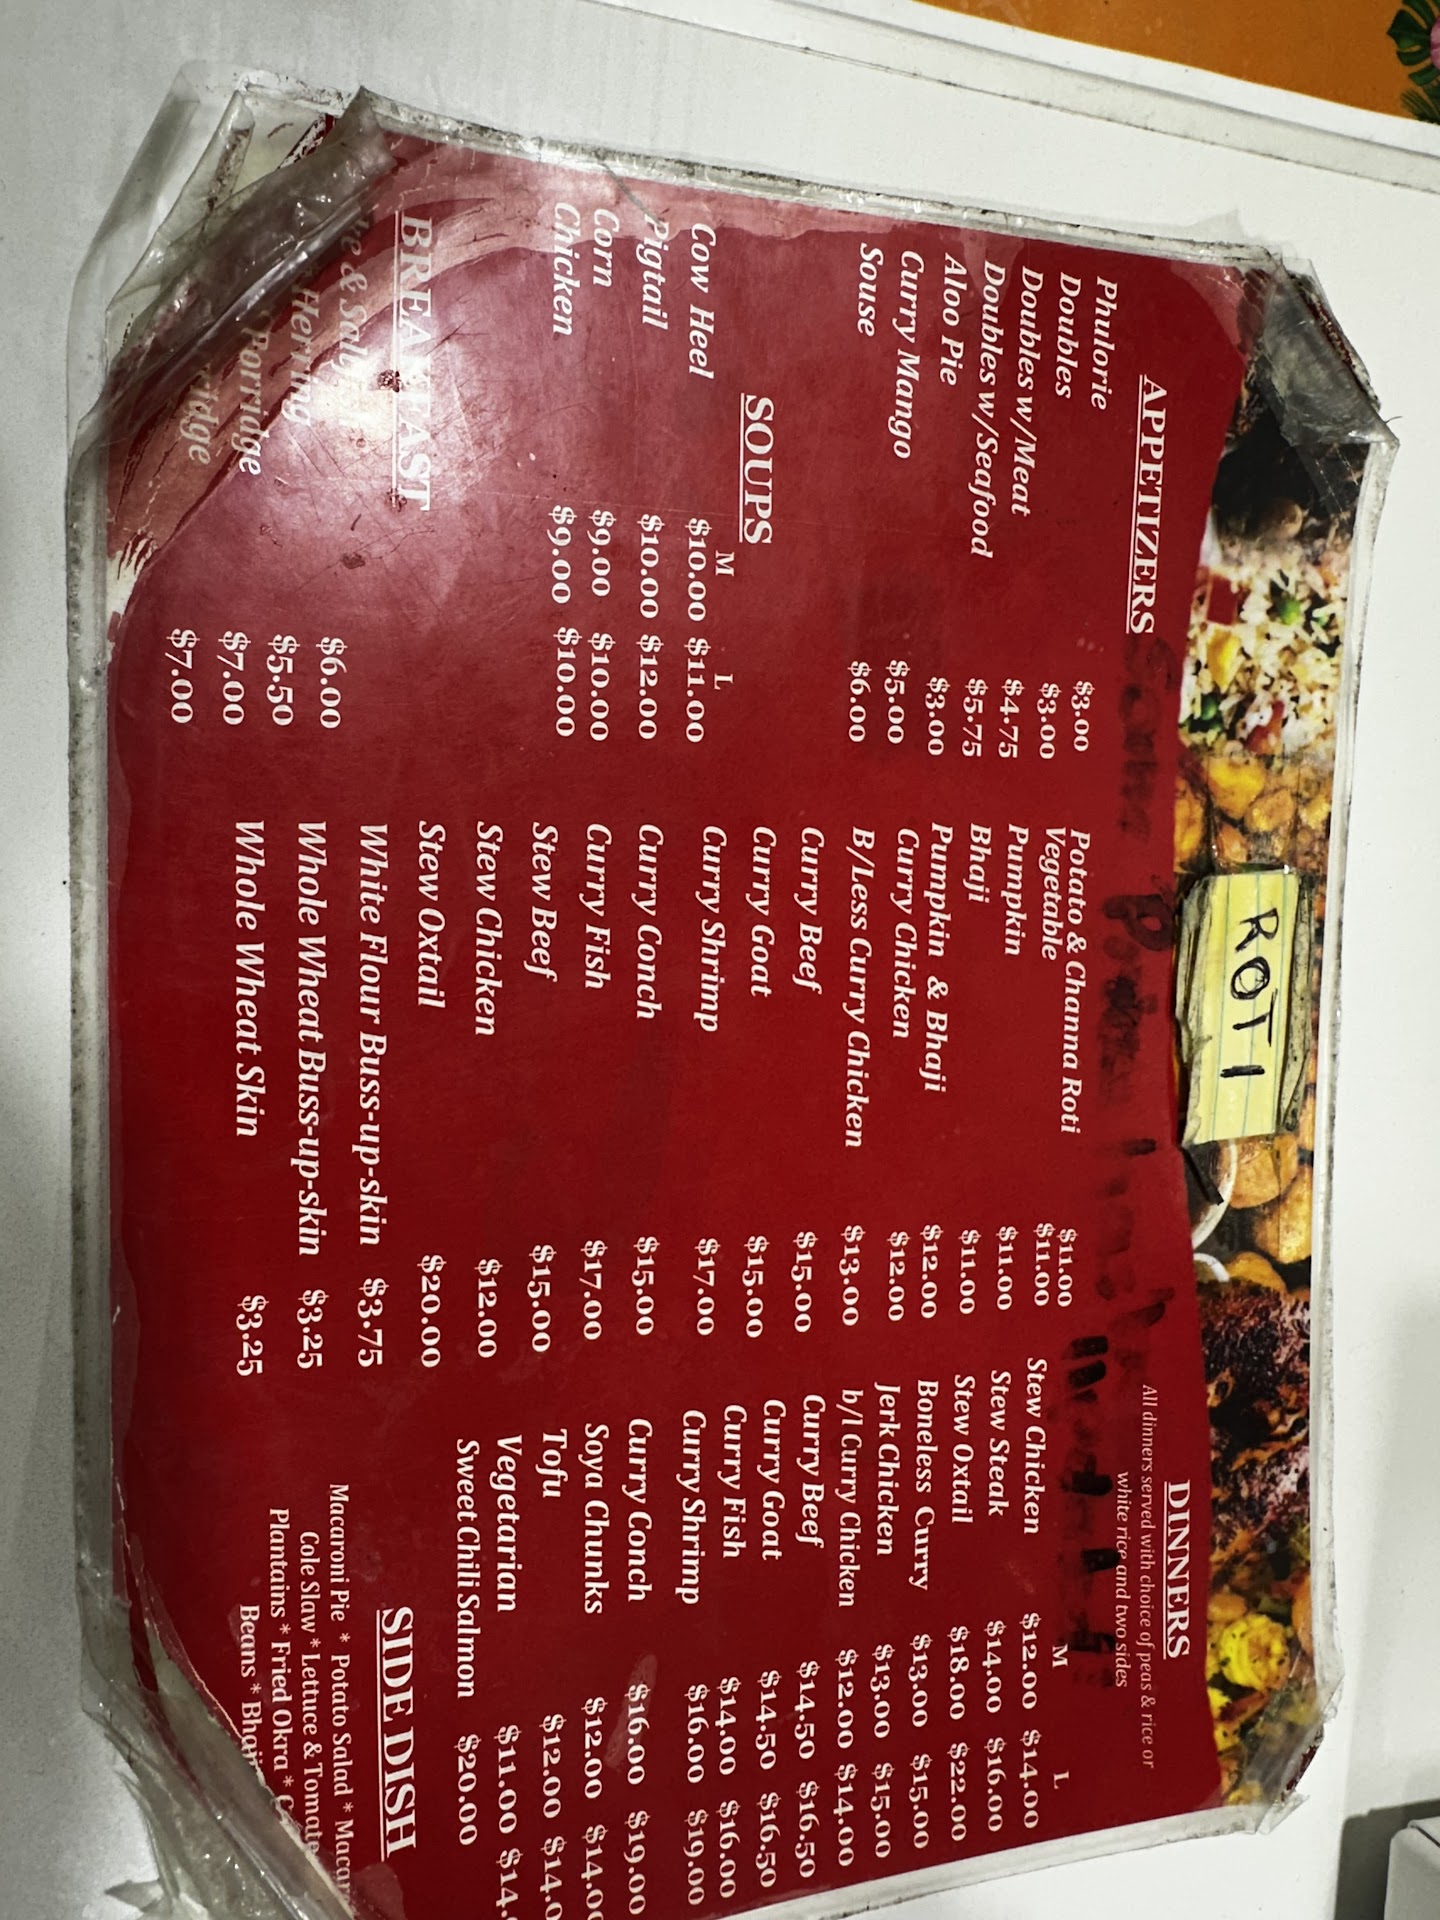 APPETIZERS
Phulorie $3.00
Doubles $3.00
Doubles w/Meat $4.75
Doubles w/Seafood $5.75
Aloo Pie $3.00
Curry Mango $5.00
Souse $6.00
SOUPS
M L
Cow Heel $10.00 $11.00
Pigtail $10.00 $12.00
Corn $9.00 $10.00
Chicken $9.00 $10.00
BREAKFAST
& $6.00
Herring $5.50
Porridge $7.00
$7.00
ROTI
Potato & Channa Roti $11.00
Vegetable $11.00
Pumpkin $11.00
Bhaji $11.00
Pumpkin & Bhaji $12.00
Curry Chicken $12.00
B/Less Curry Chicken $13.00
Curry Beef $15.00
Curry Goat $15.00
Curry Shrimp $17.00
Curry Conch $15.00
Curry Fish $17.00
Stew Beef $15.00
Stew Chicken $12.00
Stew Oxtail $20.00
White Flour Buss-up-skin $3.75
Whole Wheat Buss-up-skin $3.25
Whole Wheat Skin $3.25
DINNERS
All dinners served with choice of peas & rice or
white rice and two sides
M L
Stew Chicken $12.00 $14.00
Stew Steak $14.00 $16.00
Stew Oxtail $18.00 $22.00
Boneless Curry $13.00 $15.00
Jerk Chicken $13.00 $15.00
b/l Curry Chicken $12.00 $14.00
Curry Beef $14.50 $16.50
Curry Goat $14.50 $16.50
Curry Fish $14.00 $16.00
Curry Shrimp $16.00 $19.00
Curry Conch $16.00 $19.00
Soya Chunks $12.00 $14.00
Tofu $12.00 $14.0
Vegetarian $11.00 $14.
Sweet Chili Salmon $20.00
SIDE DISH
Macaroni Pie * Potato Salad * Macar
Cole Slaw * Lettuce & Tomato
Plantains * Fried Okra *
Beans * Bhaji